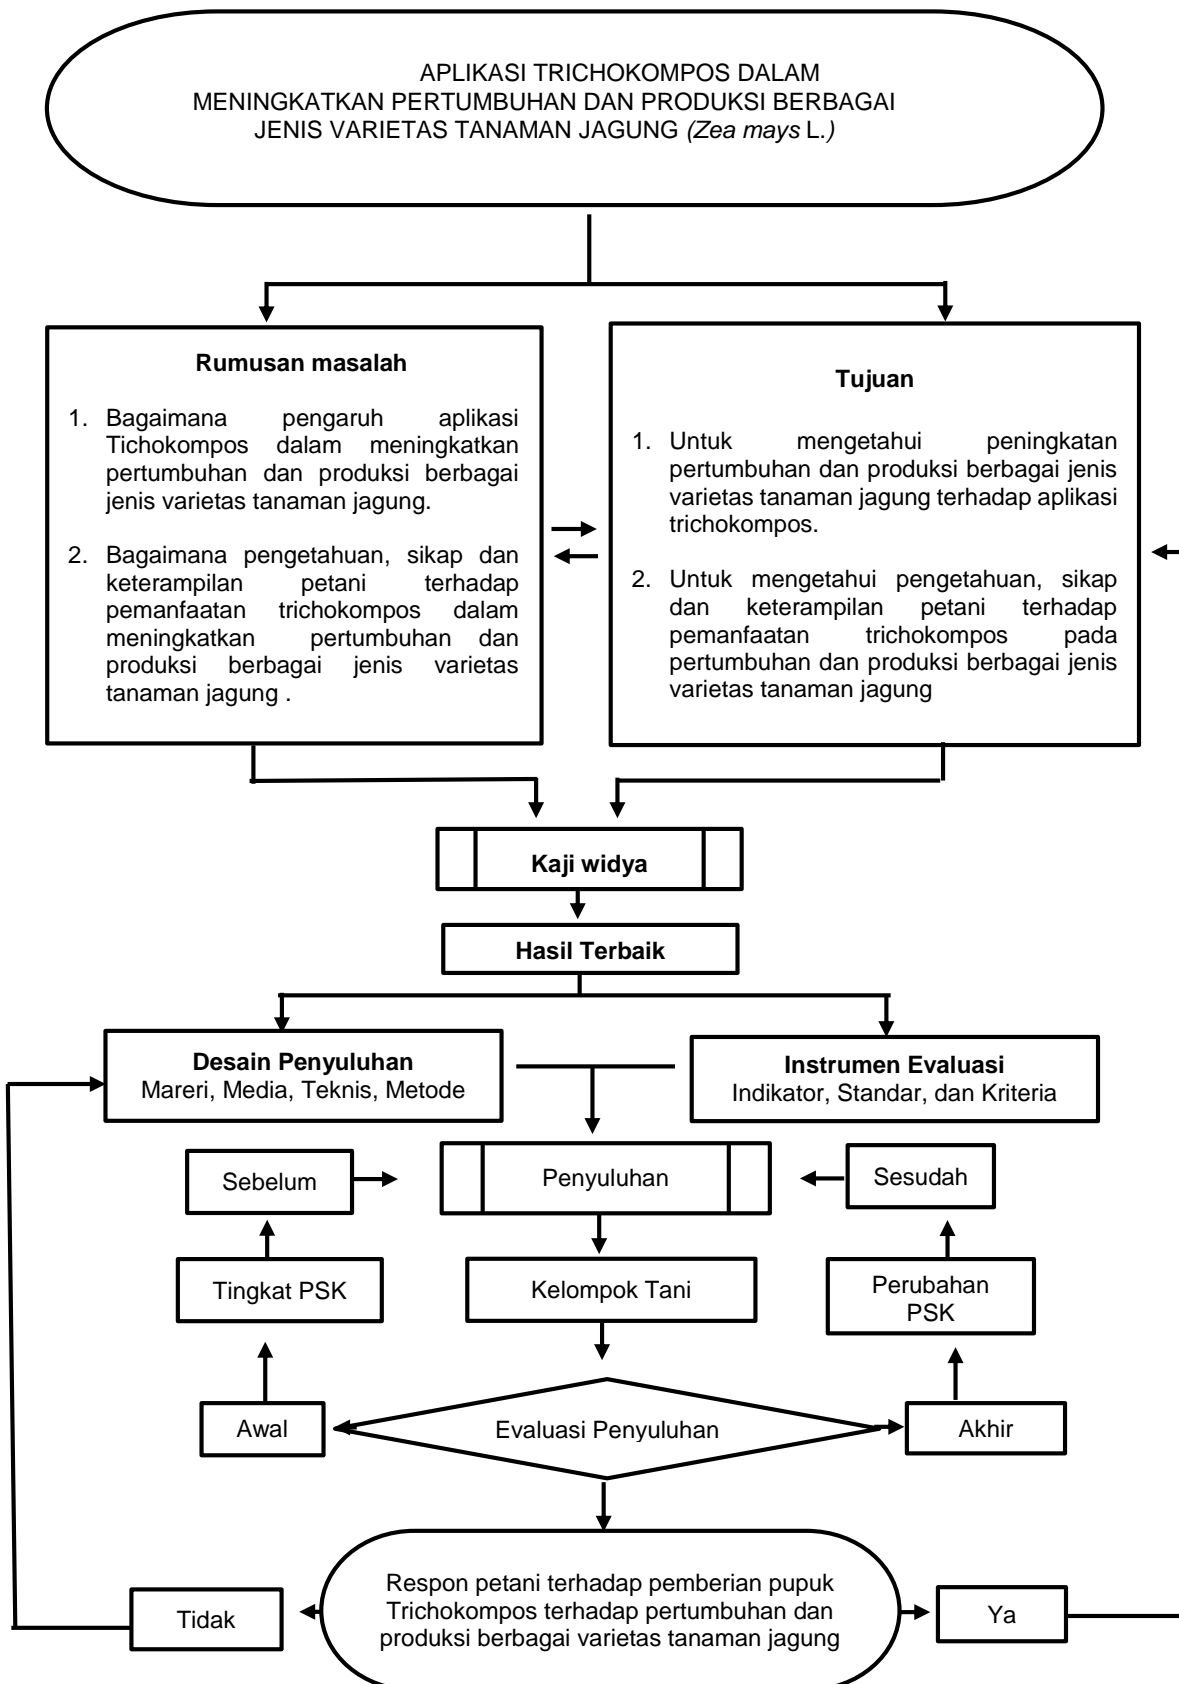 APLIKASI TRICHOKOMPOS DALAM
MENINGKATKAN PERTUMBUHAN DAN PRODUKSI BERBAGAI
JENIS VARIETAS TANAMAN JAGUNG (Zea mays L.)
Rumusan masalah
1. Bagaimana pengaruh aplikasi
Tichokompos dalam meningkatkan
pertumbuhan dan produksi berbagai
jenis varietas tanaman jagung.
2. Bagaimana pengetahuan, sikap dan
keterampilan petani terhadap
pemanfaatan trichokompos dalam
meningkatkan pertumbuhan dan
produksi berbagai jenis varietas
tanaman jagung .
Tujuan
1. Untuk mengetahui peningkatan
pertumbuhan dan produksi berbagai jenis
varietas tanaman jagung terhadap aplikasi
trichokompos.
2. Untuk mengetahui pengetahuan, sikap
dan keterampilan petani terhadap
pemanfaatan trichokompos pada
pertumbuhan dan produksi berbagai jenis
varietas tanaman jagung
Kaji widya
Hasil Terbaik
Desain Penyuluhan
Mareri, Media, Teknis, Metode
Instrumen Evaluasi
Indikator, Standar, dan Kriteria
Sebelum
Penyuluhan
Sesudah
Tingkat PSK
Kelompok Tani
Perubahan
PSK
Awal
Evaluasi Penyuluhan
Akhir
Tidak
Respon petani terhadap pemberian pupuk
Trichokompos terhadap pertumbuhan dan
produksi berbagai varietas tanaman jagung
Ya